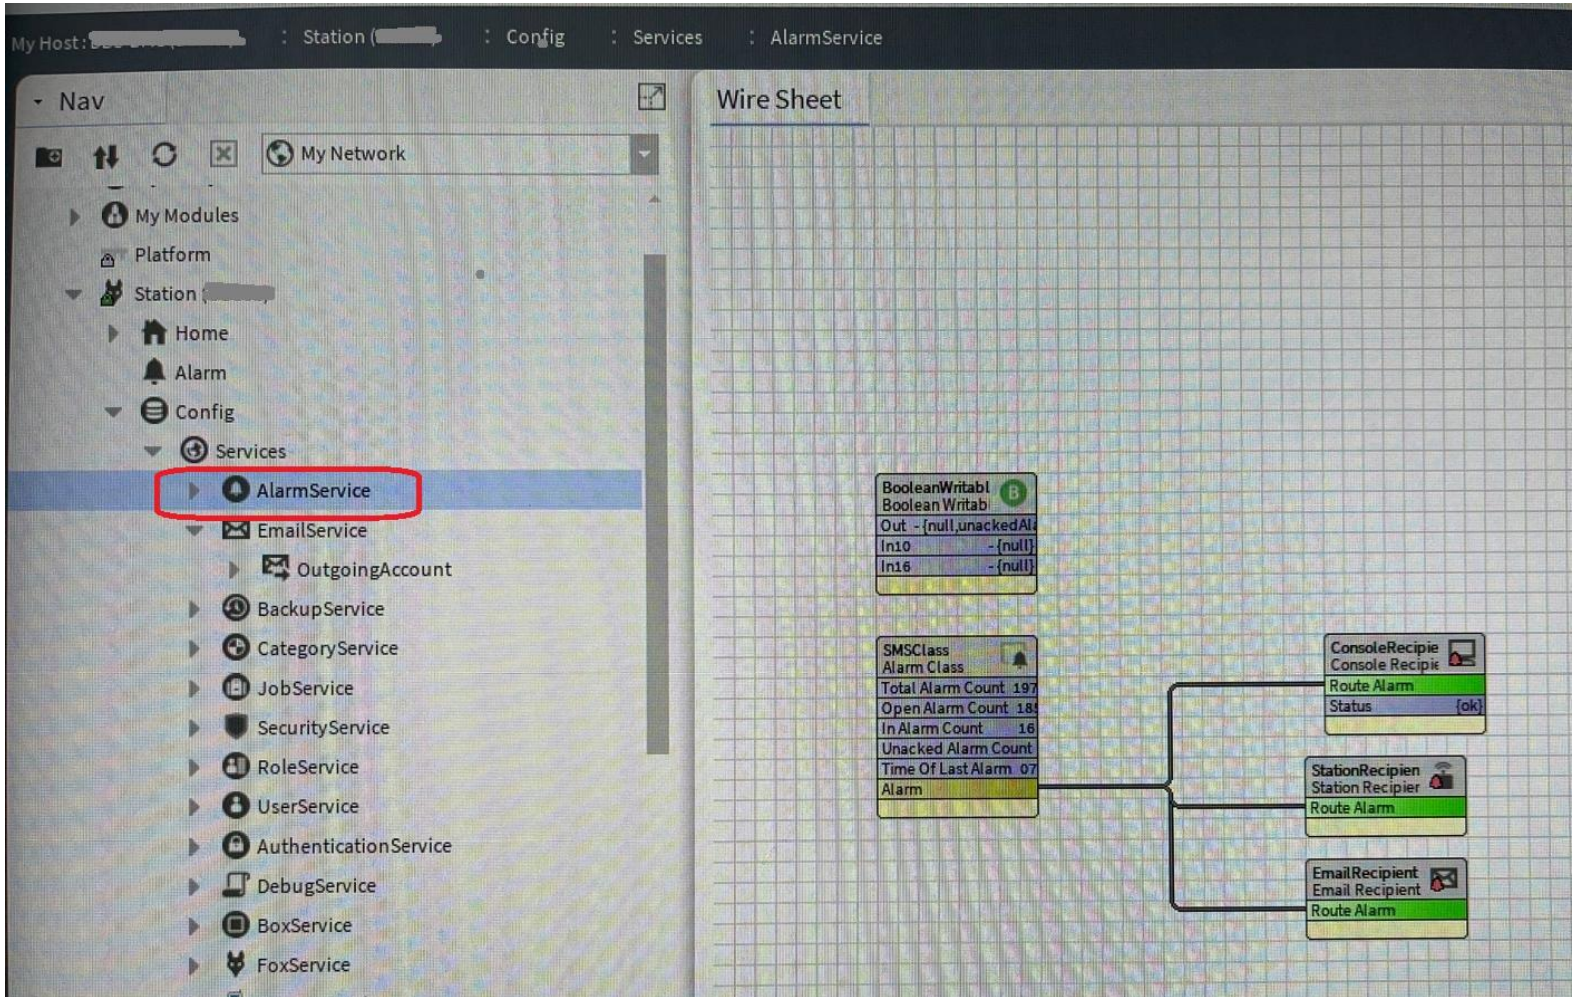 My Host :
: Station (
: Config
: Services
: AlarmService
Nav
My Network
My Modules
Platform
Station (
Home
Alarm
Config
Services
AlarmService
EmailService
OutgoingAccount
BackupService
CategoryService
JobService
SecurityService
RoleService
UserService
AuthenticationService
DebugService
BoxService
FoxService
Wire Sheet
BooleanWritabl
B
Boolean Writab
Out -{null,unackedAla
In10 -{null}
In16 -{null}
SMSClass
Alarm Class
Total Alarm Count 197
Open Alarm Count 185
In Alarm Count 16
Unacked Alarm Count
Time Of Last Alarm 07
Alarm
ConsoleRecipie
Console Recipie
Route Alarm
Status {ok}
StationRecipien
Station Recipier
Route Alarm
EmailRecipient
Email Recipient
Route Alarm